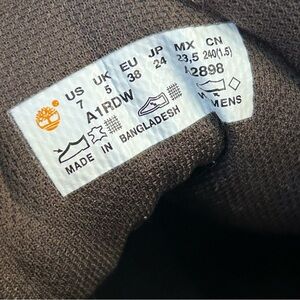 US UK EU JP MX CN
7 5 38 24 23,5 240(1.5)
A1RDW 2898
MADE IN BANGLADESH